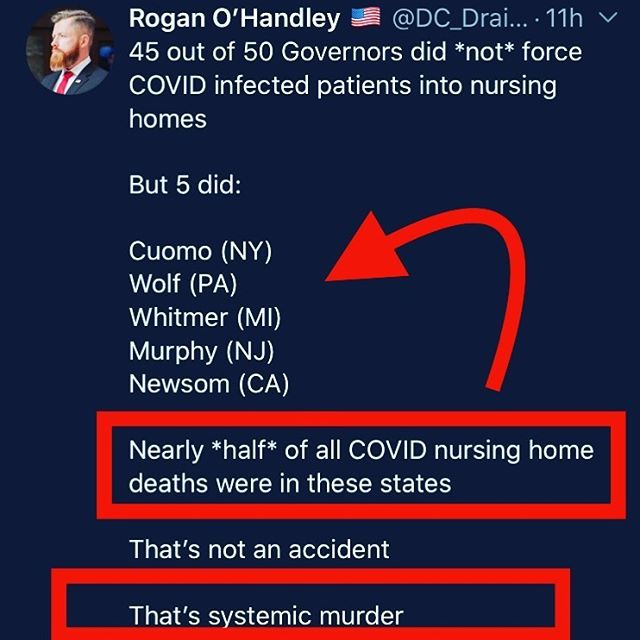 Rogan O’Handley 🇺🇸 @DC_Drai... · 11h
45 out of 50 Governors did *not* force
COVID infected patients into nursing
homes
But 5 did:
Cuomo (NY)
Wolf (PA)
Whitmer (MI)
Murphy (NJ)
Newsom (CA)
Nearly *half* of all COVID nursing home
deaths were in these states
That’s not an accident
That’s systemic murder